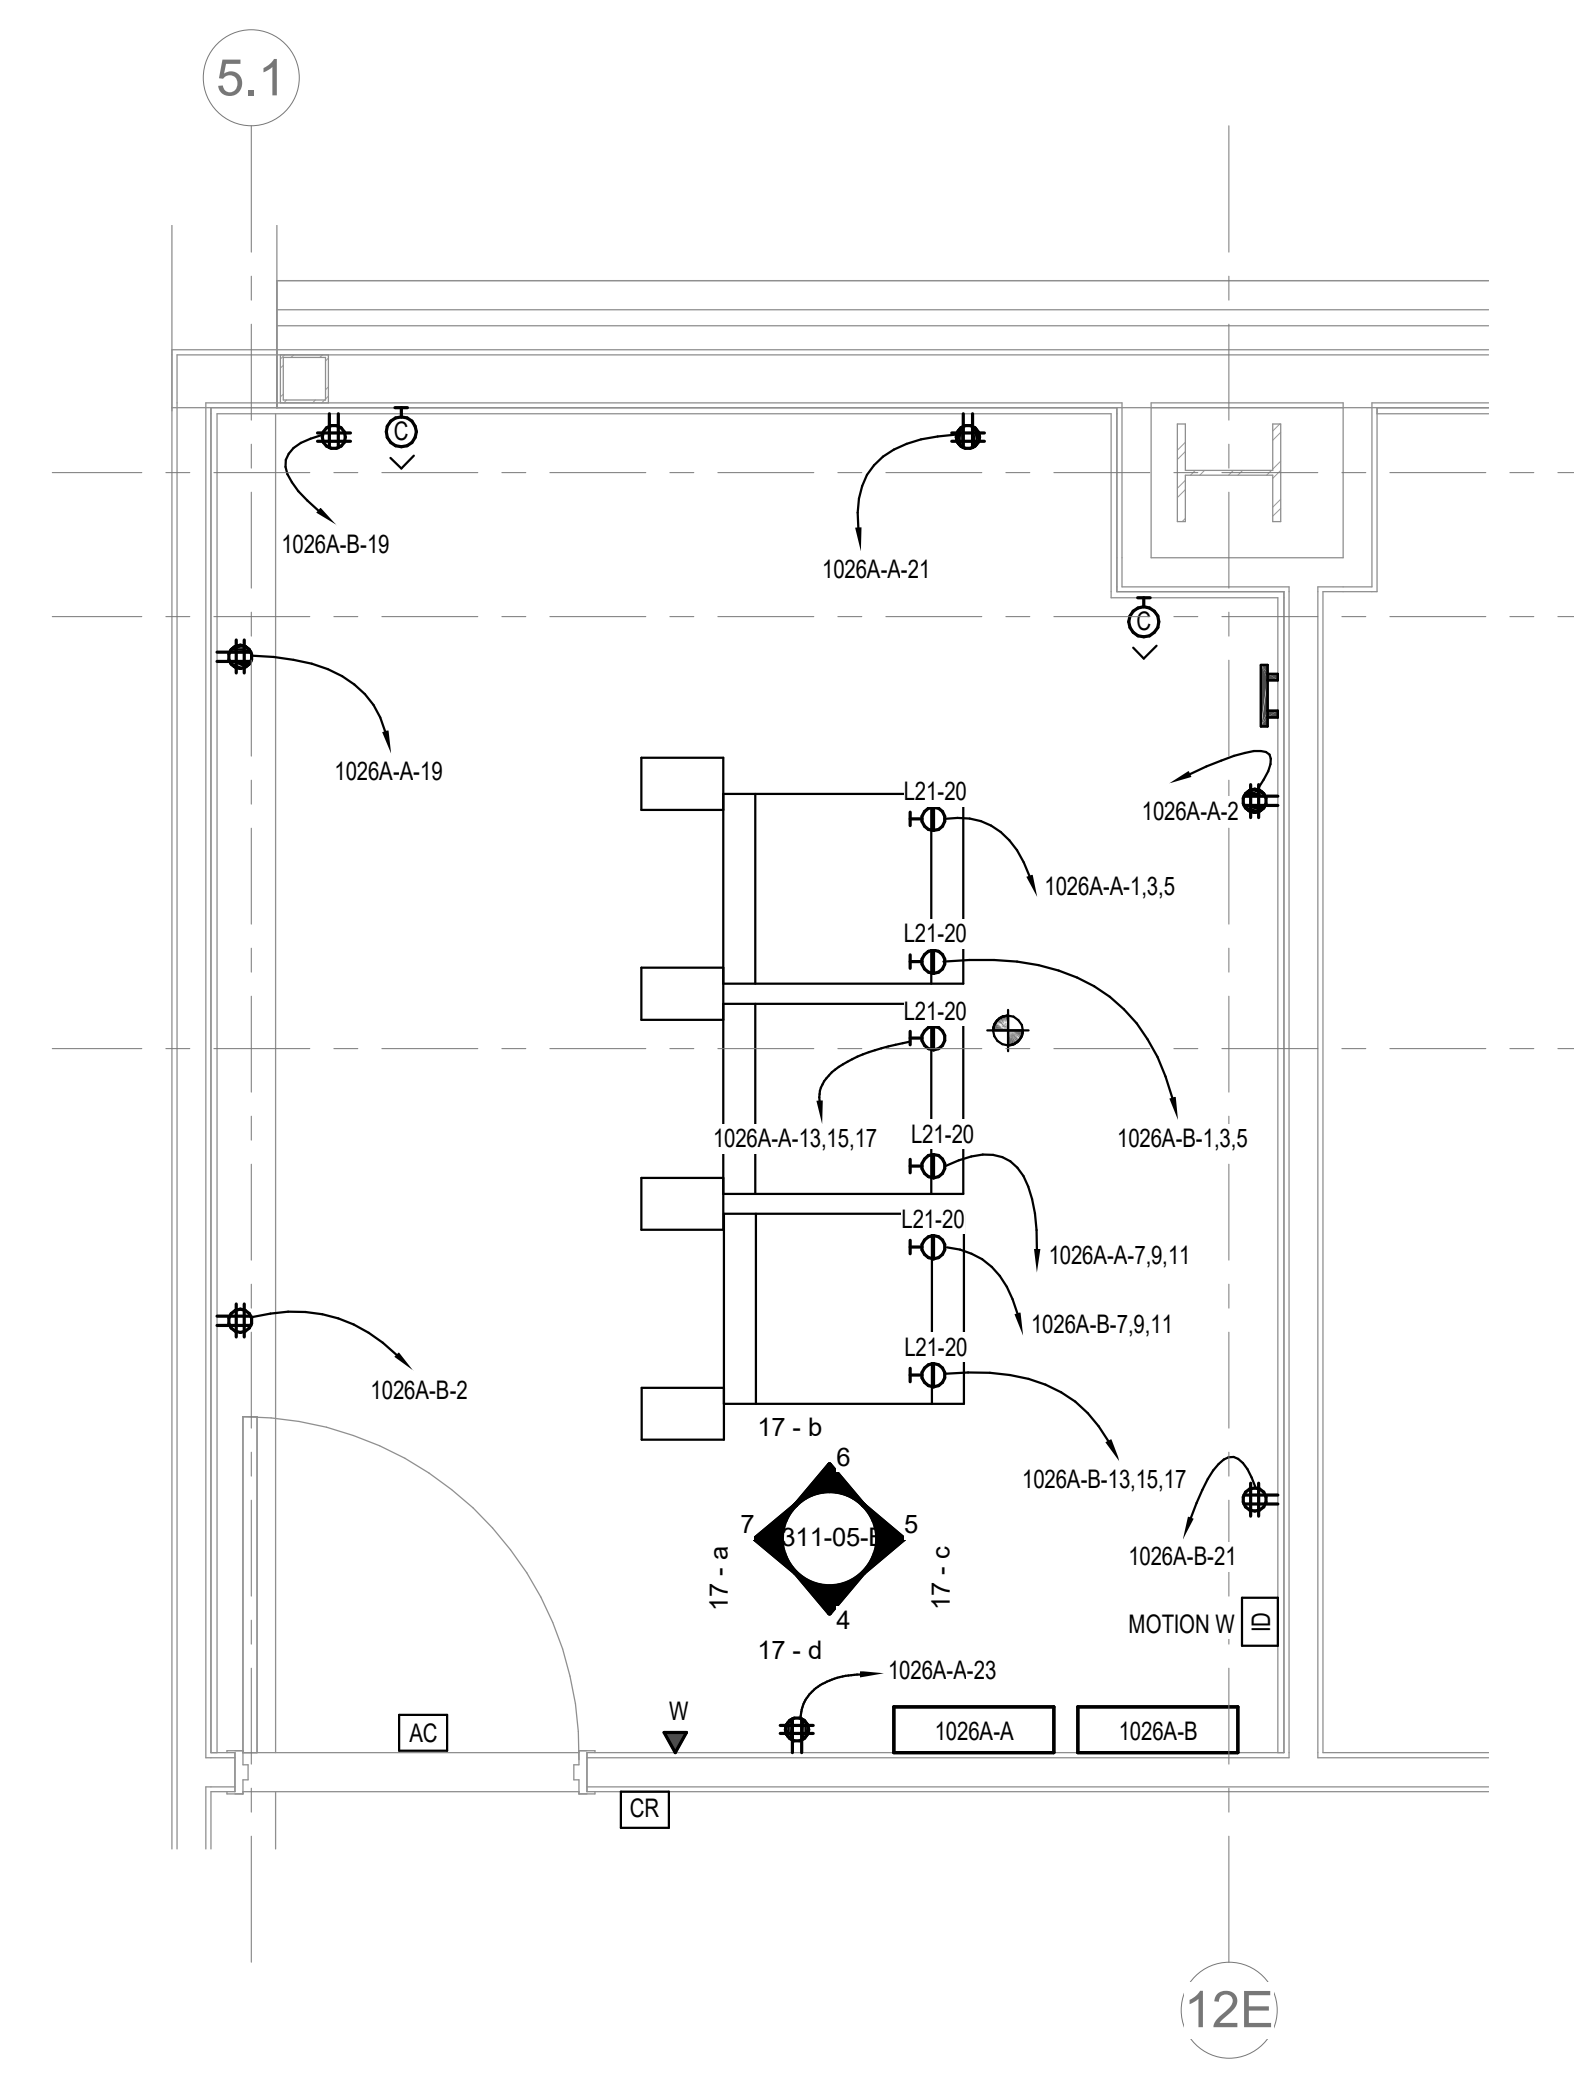 5.1
C
1026A-B-19
1026A-A-21
C
1026A-A-19
L21-20
1026A-A-2
1026A-A-1,3,5
L21-20
L21-20
1026A-A-13,15,17
L21-20
1026A-B-1,3,5
L21-20
1026A-A-7,9,11
1026A-B-7,9,11
L21-20
1026A-B-2
17 - b
6
1026A-B-13,15,17
7
311-05-E
5
17 - a
17 - c
1026A-B-21
4
MOTION W
ID
17 - d
1026A-A-23
W
AC
1026A-A
1026A-B
CR
12E